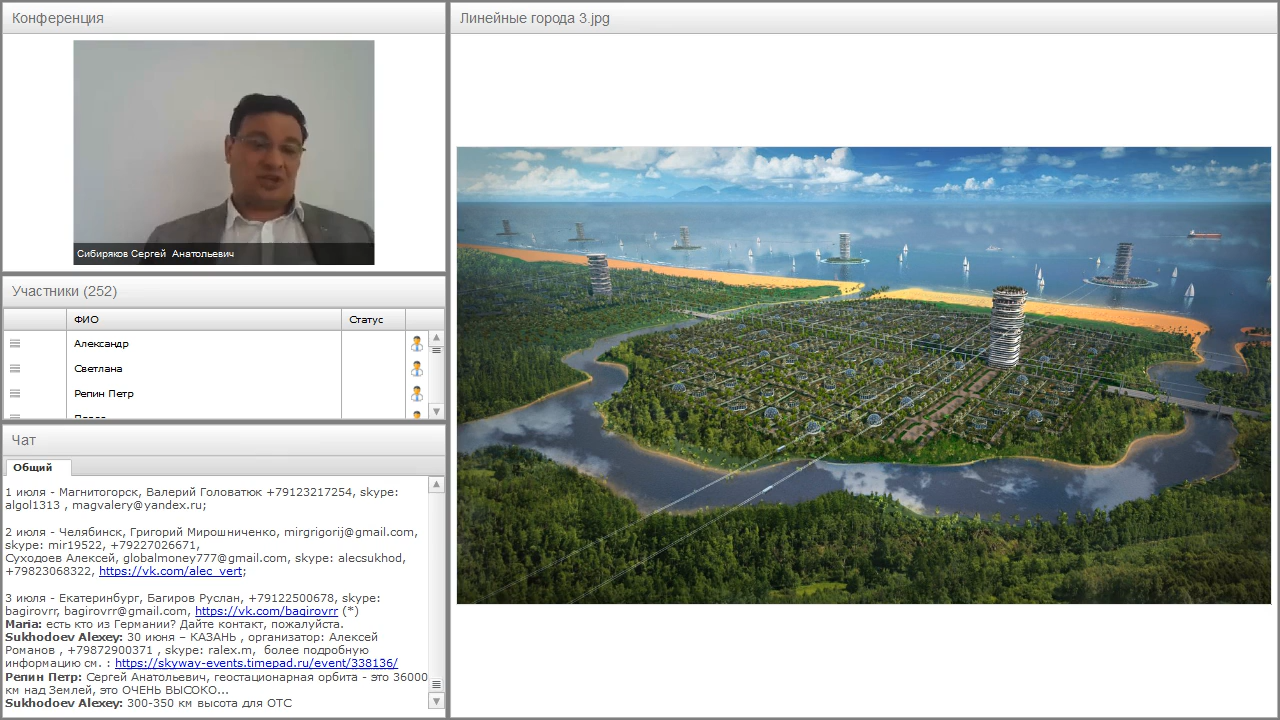 Конференция
Сибиряков Сергей  Анатольевич
Участники (252)
ФИО
Статус
Александр
Светлана
Репин Петр
Чат
Общий
1 июля - Магнитогорск, Валерий Головатюк +79123217254, skype:
algol1313 , magvalery@yandex.ru;
2 июля - Челябинск, Григорий Мирошниченко, mirgrigorij@gmail.com,
skype: mir19522, +79227026671,
Суходоев Алексей, globalmoney777@gmail.com, skype: alecsukhod,
+79823068322, https://vk.com/alec_vert;
3 июля - Екатеринбург, Багиров Руслан, +79122500678, skype:
bagirovrr, bagirovrr@gmail.com, https://vk.com/bagirovrr (*)
Maria: есть кто из Германии? Дайте контакт, пожалуйста.
Sukhodoev Alexey: 30 июня – КАЗАНЬ , организатор: Алексей
Романов , +79872900371 , skype: ralex.m,  более подробную
информацию см. : https://skyway-events.timepad.ru/event/338136/
Репин Петр: Сергей Анатольевич, геостационарная орбита - это 36000
км над Землей, это ОЧЕНЬ ВЫСОКО...
Sukhodoev Alexey: 300-350 км высота для ОТС
Линейные города 3.jpg